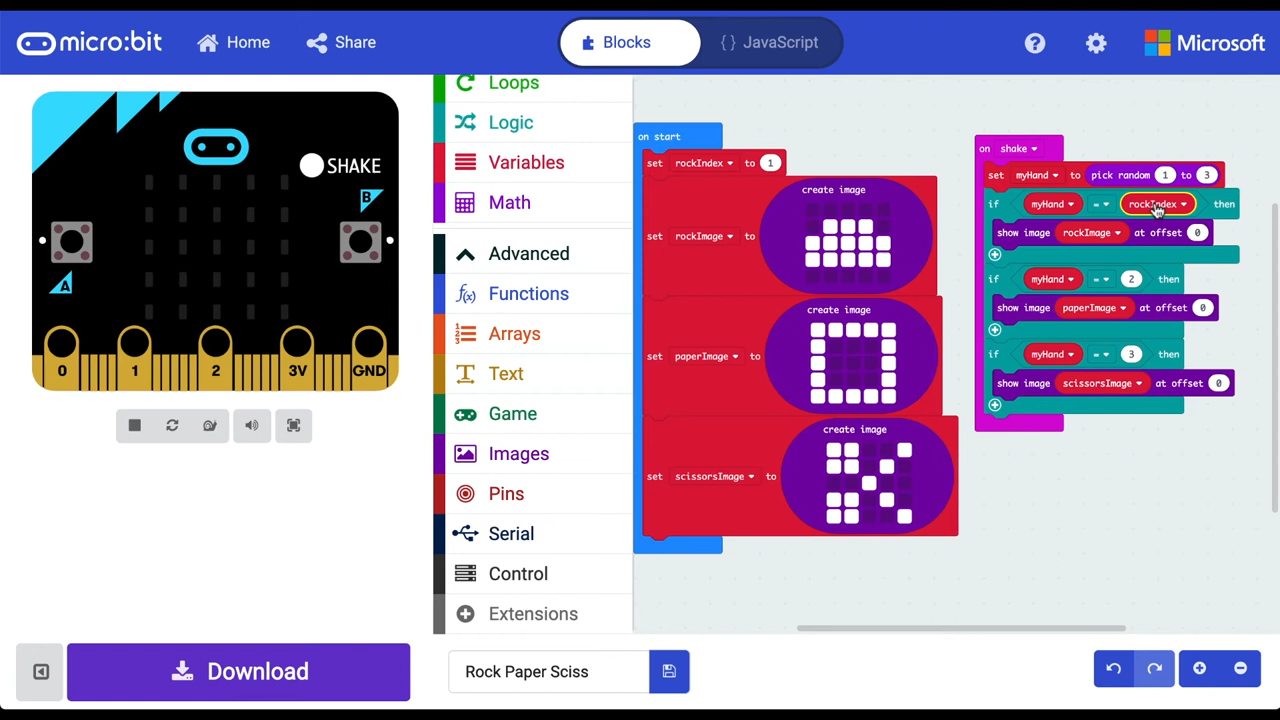 micro:bit
Home
Share
Blocks
{ } JavaScript
Microsoft
SHAKE
B
A
0 1 2 3V GND
Download
Loops
Logic
Variables
Math
Advanced
Functions
Arrays
Text
Game
Images
Pins
Serial
Control
Extensions
on start
set rockIndex to 1
create image
set rockImage to
create image
set paperImage to
create image
set scissorsImage to
on shake
set myHand to pick random 1 to 3
if myHand = rockIndex then
show image rockImage at offset 0
if myHand = 2 then
show image paperImage at offset 0
if myHand = 3 then
show image scissorsImage at offset 0
Rock Paper Sciss